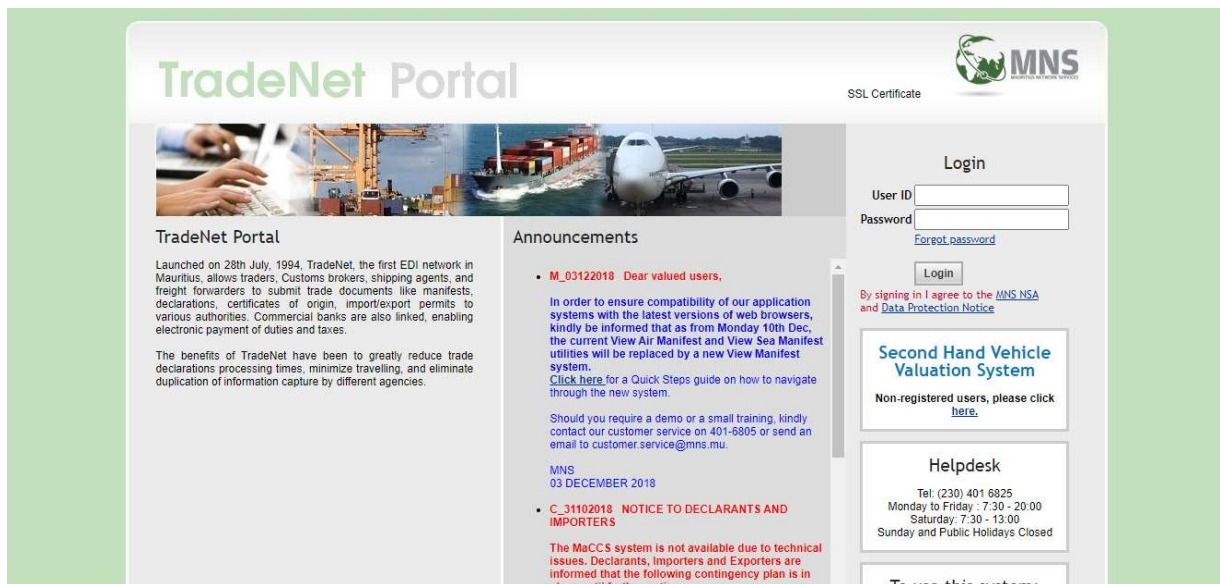 TradeNet Portal
MNS
MAURITIUS NETWORK SERVICES
SSL Certificate
TradeNet Portal
Launched on 28th July, 1994, TradeNet, the first EDI network in
Mauritius, allows traders, Customs brokers, shipping agents, and
freight forwarders to submit trade documents like manifests,
declarations, certificates of origin, import/export permits to
various authorities. Commercial banks are also linked, enabling
electronic payment of duties and taxes.
The benefits of TradeNet have been to greatly reduce trade
declarations processing times, minimize travelling, and eliminate
duplication of information capture by different agencies.
Announcements
M_03122018 Dear valued users,
In order to ensure compatibility of our application
systems with the latest versions of web browsers,
kindly be informed that as from Monday 10th Dec,
the current View Air Manifest and View Sea Manifest
utilities will be replaced by a new View Manifest
system.
Click here for a Quick Steps guide on how to navigate
through the new system.
Should you require a demo or a small training, kindly
contact our customer service on 401-6805 or send an
email to customer.service@mns.mu.
MNS
03 DECEMBER 2018
C_31102018 NOTICE TO DECLARANTS AND
IMPORTERS
The MaCCS system is not available due to technical
issues. Declarants, Importers and Exporters are
informed that the following contingency plan is in
Login
User ID
Password
Forgot password
Login
By signing in I agree to the MNS NSA
and Data Protection Notice
Second Hand Vehicle
Valuation System
Non-registered users, please click
here.
Helpdesk
Tel: (230) 401 6825
Monday to Friday : 7:30 - 20:00
Saturday: 7:30 - 13:00
Sunday and Public Holidays Closed